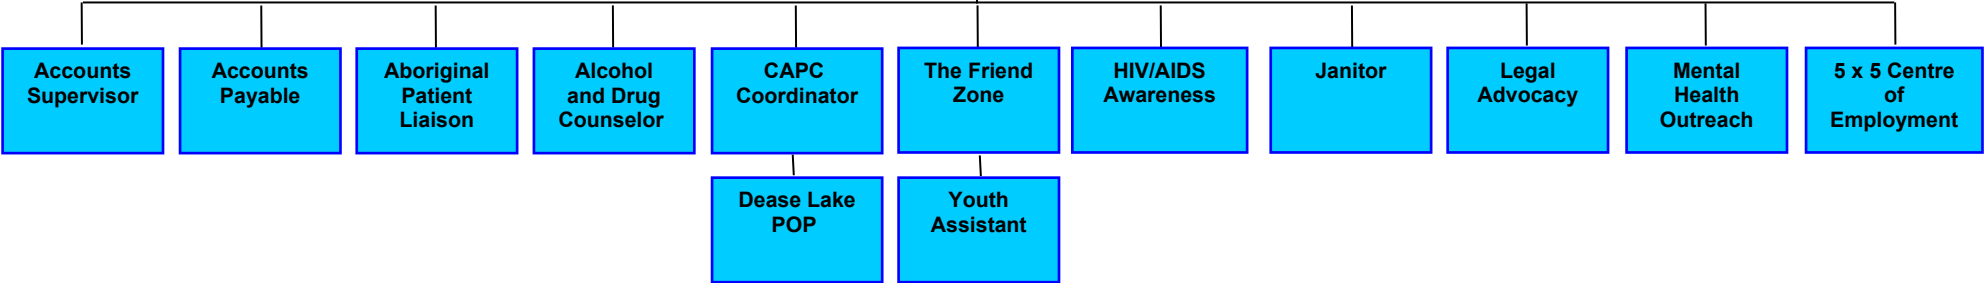 Accounts
Supervisor
Accounts
Payable
Aboriginal
Patient
Liaison
Alcohol
and Drug
Counselor
CAPC
Coordinator
The Friend
Zone
HIV/AIDS
Awareness
Janitor
Legal
Advocacy
Mental
Health
Outreach
5 x 5 Centre
of
Employment
Dease Lake
POP
Youth
Assistant